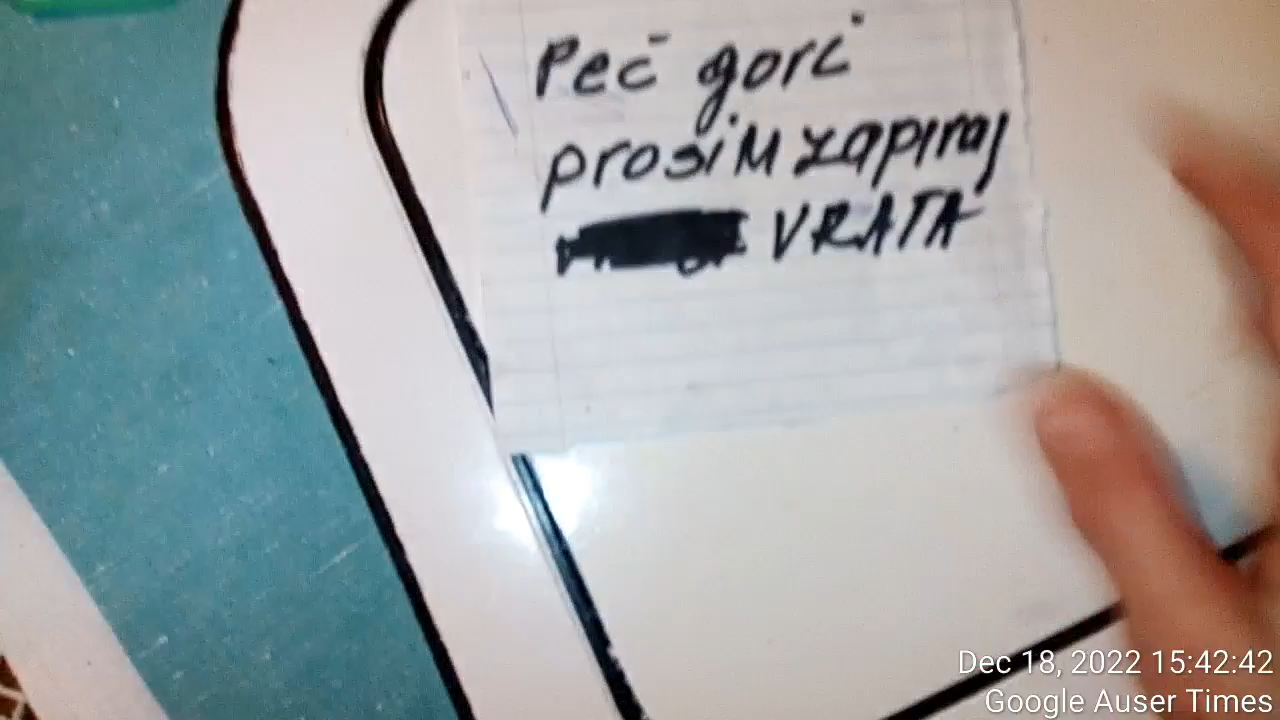 Peč gori
prosim zapiraj
VRATA
Dec 18, 2022 15:42:42
Google Auser Times